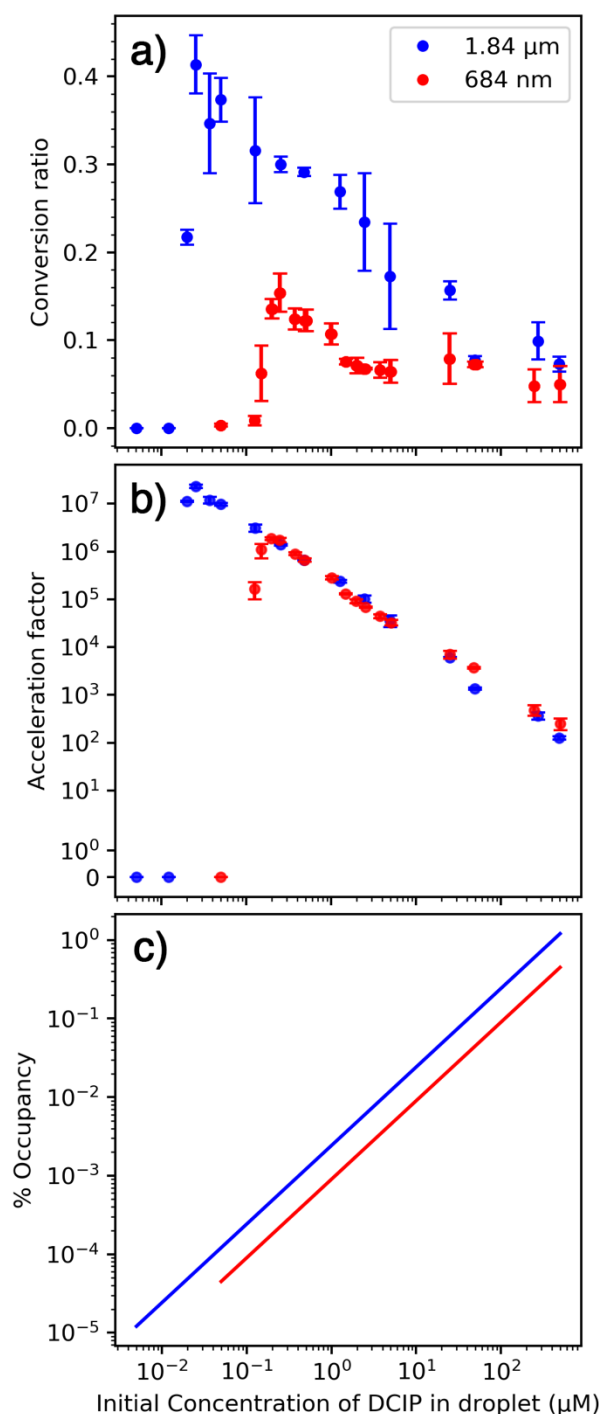 a)
1.84 μm
684 nm
Conversion ratio
0.4
0.3
0.2
0.1
0.0
b)
Acceleration factor
10⁷
10⁶
10⁵
10⁴
10³
10²
10¹
10⁰
0
c)
% Occupancy
10⁰
10⁻¹
10⁻²
10⁻³
10⁻⁴
10⁻⁵
10⁻² 10⁻¹ 10⁰ 10¹ 10²
Initial Concentration of DCIP in droplet (μM)